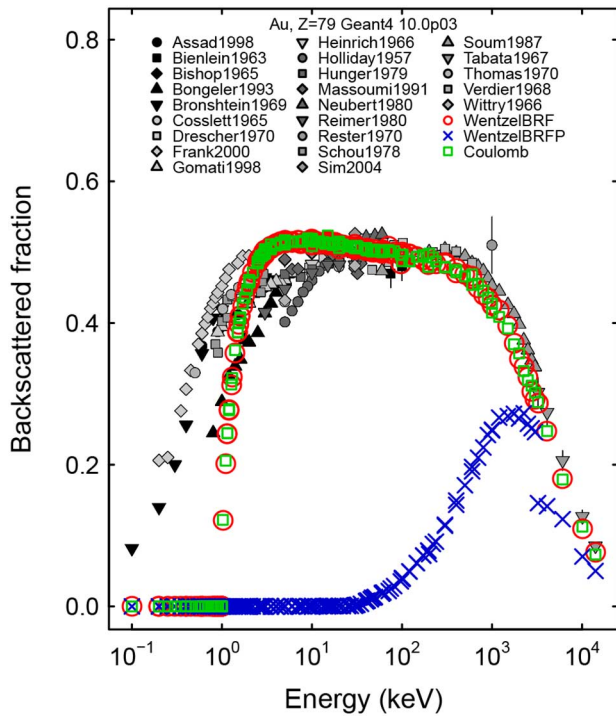 Au, Z=79 Geant4 10.0p03
Assad1998
Bienlein1963
Bishop1965
Bongeler1993
Bronshtein1969
Cosslett1965
Drescher1970
Frank2000
Gomati1998
Heinrich1966
Holliday1957
Hunger1979
Massoumi1991
Neubert1980
Reimer1980
Rester1970
Schou1978
Sim2004
Soum1987
Tabata1967
Thomas1970
Verdier1968
Wittry1966
WentzelBRF
WentzelBRFP
Coulomb
Backscattered fraction
0.8
0.6
0.4
0.2
0.0
10⁻¹ 10⁰ 10¹ 10² 10³ 10⁴
Energy (keV)